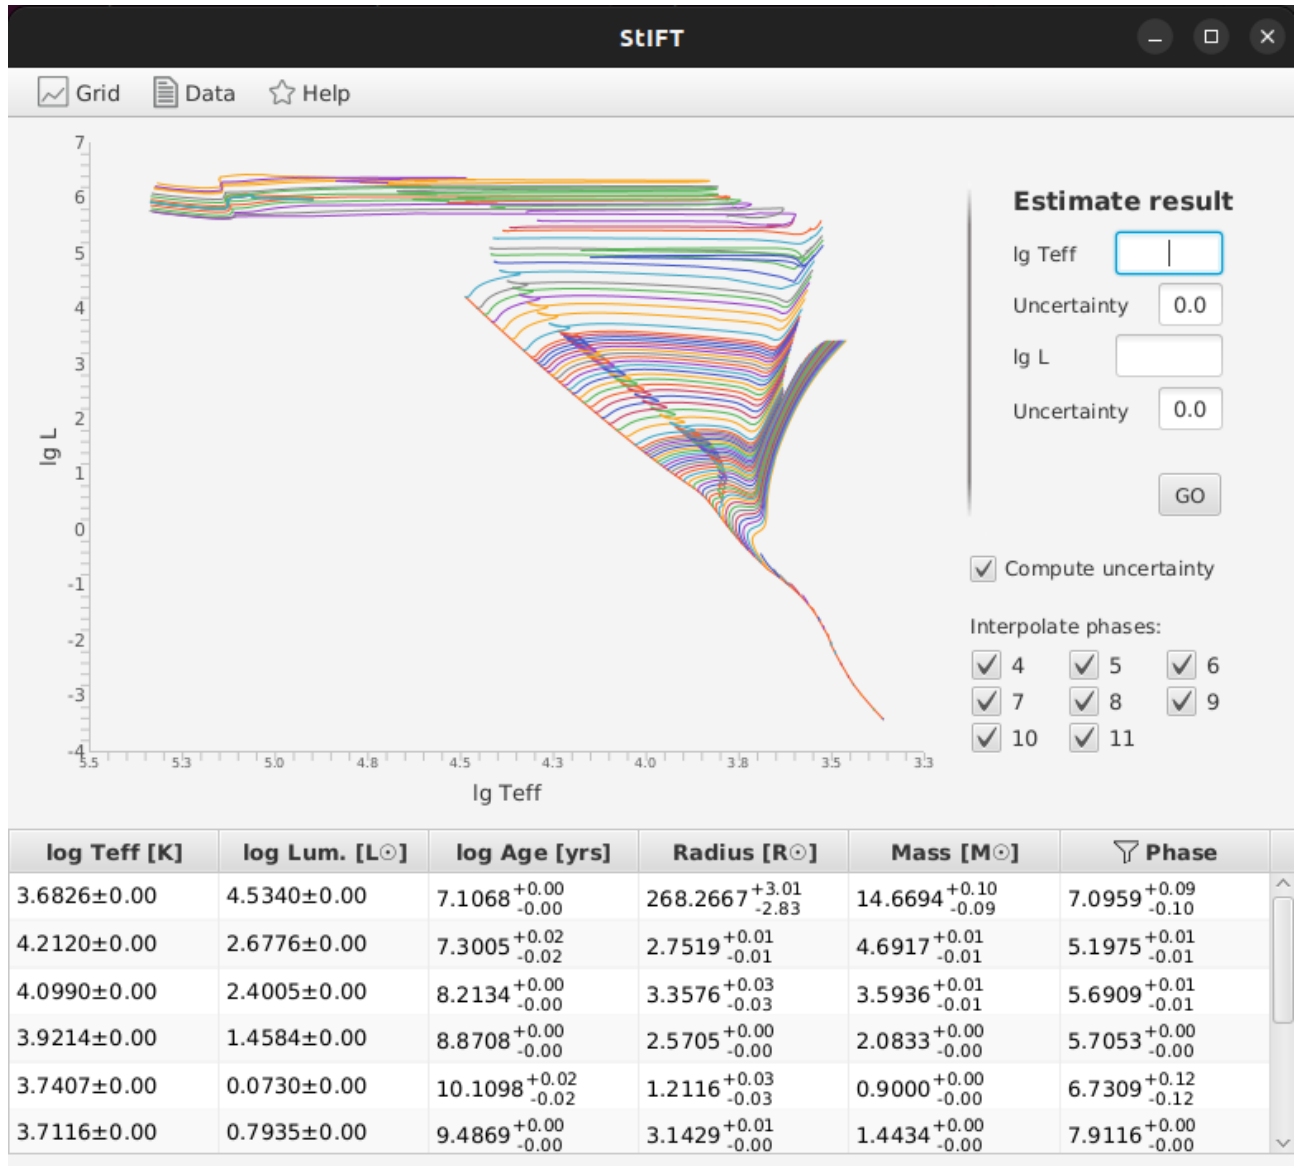 StIFT
Grid Data Help
7
6
5
4
3
2
1
0
-1
-2
-3
-4
lg L
5.5 5.3 5.0 4.8 4.5 4.3 4.0 3.8 3.5 3.3
lg Teff
Estimate result
lg Teff
Uncertainty 0.0
lg L
Uncertainty 0.0
GO
Compute uncertainty
Interpolate phases:
4 5 6
7 8 9
10 11
log Teff [K] log Lum. [L☉] log Age [yrs] Radius [R☉] Mass [M☉] Phase
3.6826±0.00 4.5340±0.00 7.1068 +0.00 -0.00 268.2667 +3.01 -2.83 14.6694 +0.10 -0.09 7.0959 +0.09 -0.10
4.2120±0.00 2.6776±0.00 7.3005 +0.02 -0.02 2.7519 +0.01 -0.01 4.6917 +0.01 -0.01 5.1975 +0.01 -0.01
4.0990±0.00 2.4005±0.00 8.2134 +0.00 -0.00 3.3576 +0.03 -0.03 3.5936 +0.01 -0.01 5.6909 +0.01 -0.01
3.9214±0.00 1.4584±0.00 8.8708 +0.00 -0.00 2.5705 +0.00 -0.00 2.0833 +0.00 -0.00 5.7053 +0.00 -0.00
3.7407±0.00 0.0730±0.00 10.1098 +0.02 -0.02 1.2116 +0.03 -0.03 0.9000 +0.00 -0.00 6.7309 +0.12 -0.12
3.7116±0.00 0.7935±0.00 9.4869 +0.00 -0.00 3.1429 +0.01 -0.00 1.4434 +0.00 -0.00 7.9116 +0.00 -0.00